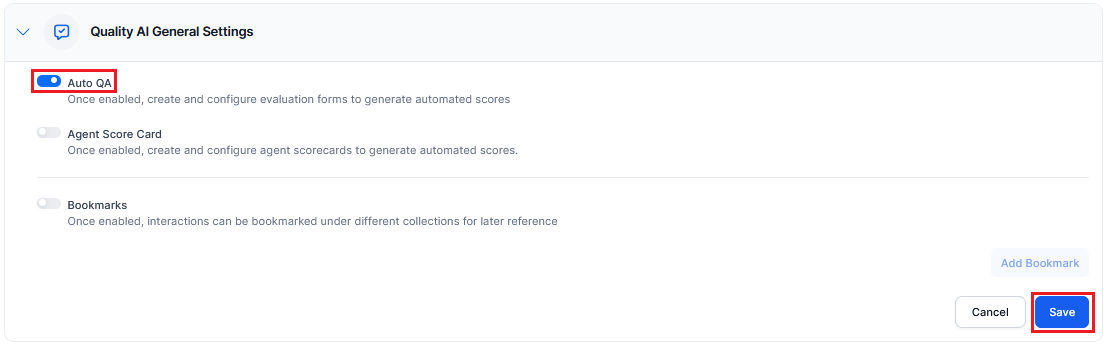 Quality AI General Settings
Auto QA
Once enabled, create and configure evaluation forms to generate automated scores
Agent Score Card
Once enabled, create and configure agent scorecards to generate automated scores.
Bookmarks
Once enabled, interactions can be bookmarked under different collections for later reference
Add Bookmark
Cancel
Save